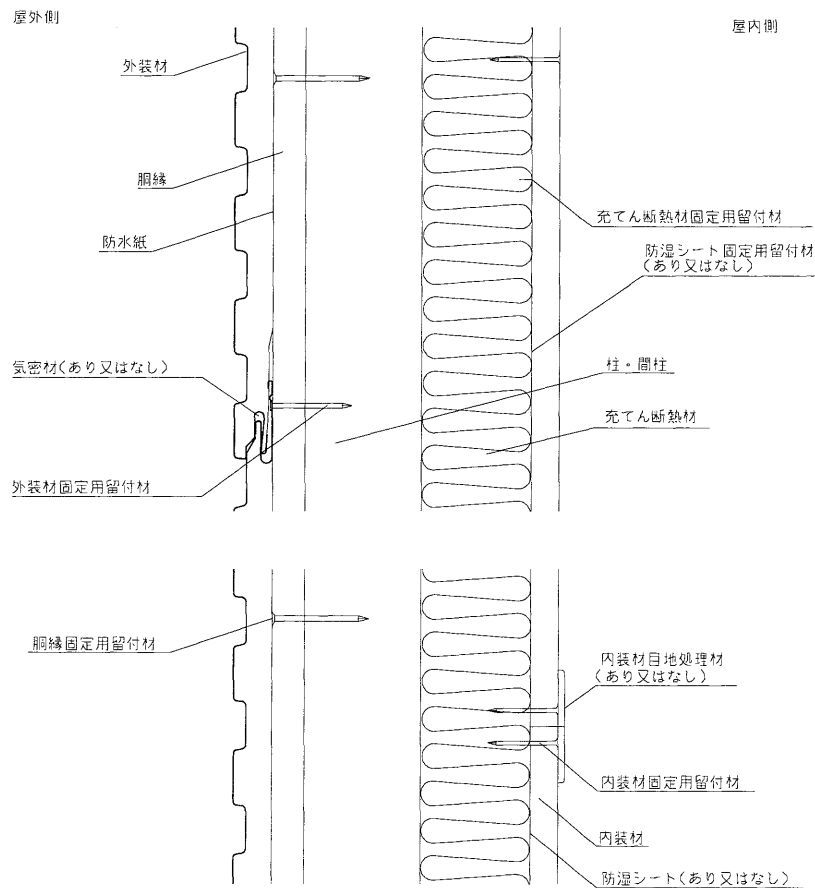 屋外側
屋内側
外装材
胴縁
防水紙
充てん断熱材固定用留付材
防湿シート固定用留付材
(あり又はなし)
気密材(あり又はなし)
柱・間柱
充てん断熱材
外装材固定用留付材
胴縁固定用留付材
内装材目地処理材
(あり又はなし)
内装材固定用留付材
内装材
防湿シート(あり又はなし)